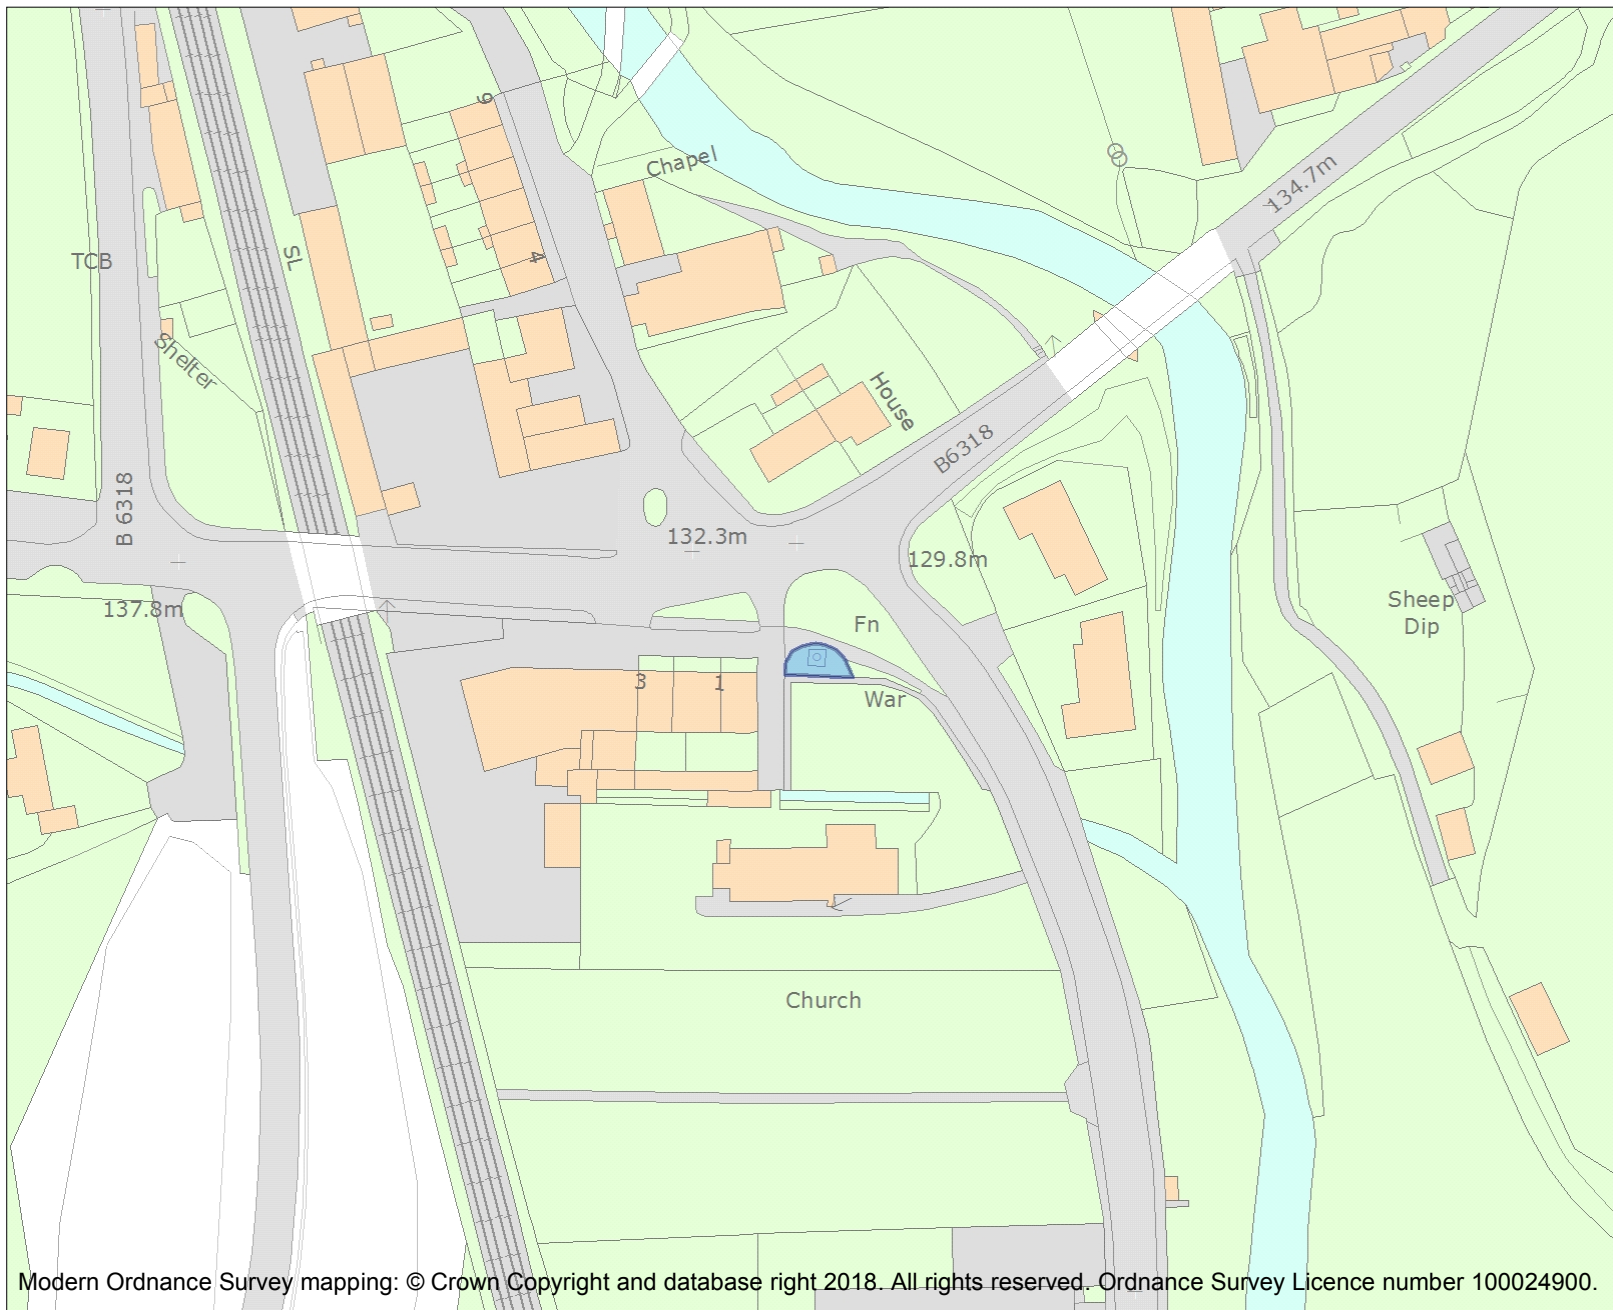 9
Chapel
134.7m
TCB
SL
4
Shelter
House
B6318
B 6318
132.3m
129.8m
137.8m
Fn
Sheep
Dip
3
1
War
Church
Modern Ordnance Survey mapping: © Crown Copyright and database right 2018. All rights reserved. Ordnance Survey Licence number 100024900.